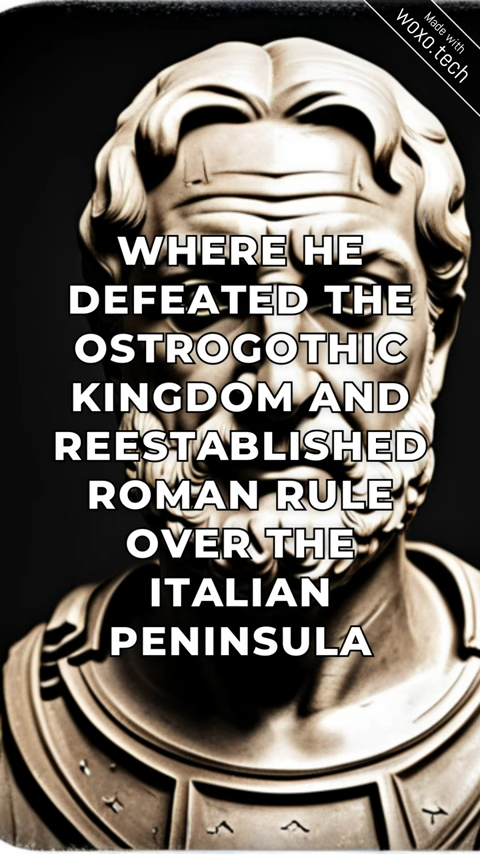 Made with
woxo.tech
WHERE HE
DEFEATED THE
OSTROGOTHIC
KINGDOM AND
REESTABLISHED
ROMAN RULE
OVER THE
ITALIAN
PENINSULA